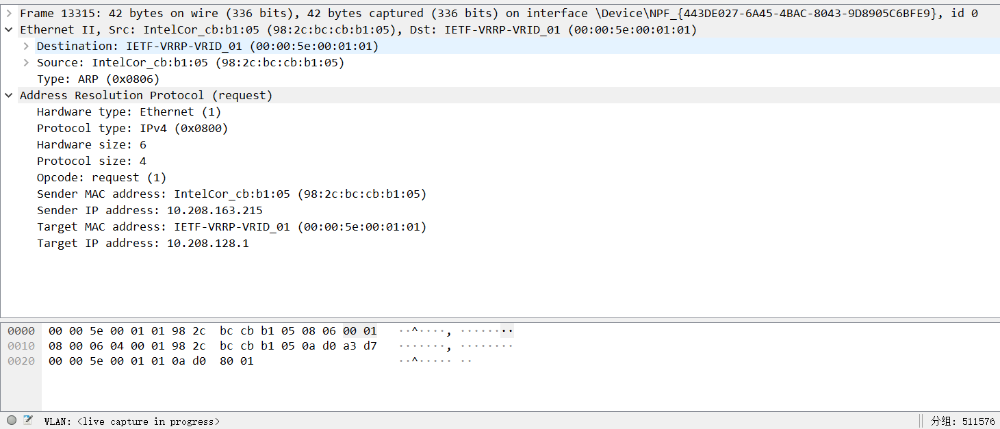 Frame 13315: 42 bytes on wire (336 bits), 42 bytes captured (336 bits) on interface \Device\NPF_{443DE027-6A45-4BAC-8043-9D8905C6BFE9}, id 0
Ethernet II, Src: IntelCor_cb:b1:05 (98:2c:bc:cb:b1:05), Dst: IETF-VRRP-VRID_01 (00:00:5e:00:01:01)
Destination: IETF-VRRP-VRID_01 (00:00:5e:00:01:01)
Source: IntelCor_cb:b1:05 (98:2c:bc:cb:b1:05)
Type: ARP (0x0806)
Address Resolution Protocol (request)
Hardware type: Ethernet (1)
Protocol type: IPv4 (0x0800)
Hardware size: 6
Protocol size: 4
Opcode: request (1)
Sender MAC address: IntelCor_cb:b1:05 (98:2c:bc:cb:b1:05)
Sender IP address: 10.208.163.215
Target MAC address: IETF-VRRP-VRID_01 (00:00:5e:00:01:01)
Target IP address: 10.208.128.1
0000 00 00 5e 00 01 01 98 2c bc cb b1 05 08 06 00 01 ··^····, ········
0010 08 00 06 04 00 01 98 2c bc cb b1 05 0a d0 a3 d7 ·······, ········
0020 00 00 5e 00 01 01 0a d0 80 01 ··^····· ··
WLAN: <live capture in progress> 分组: 511576